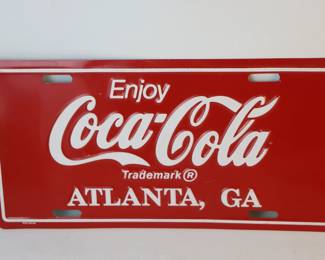 Enjoy
Coca-Cola
Trademark ®
ATLANTA, GA